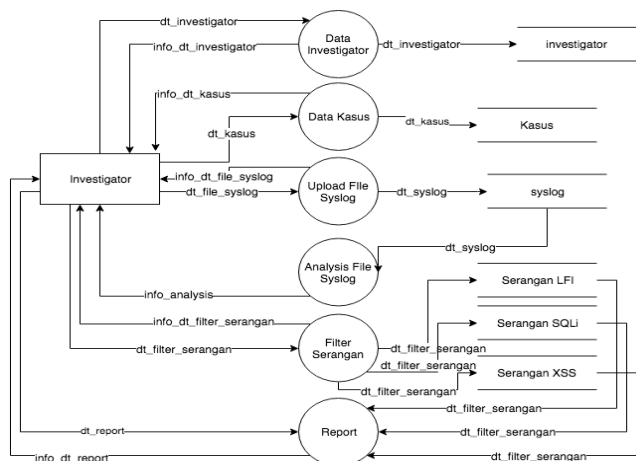 dt_investigator
Data
Investigator
info_dt_investigator
dt_investigator
investigator
info_dt_kasus
dt_kasus
Data Kasus
dt_kasus
Kasus
Investigator
info_dt_file_syslog
dt_file_syslog
Upload FIle
Syslog
dt_syslog
syslog
dt_syslog
Analysis File
Syslog
info_analysis
Serangan LFI
info_dt_filter_serangan
Serangan SQLi
dt_filter_serangan
Filter
Serangan
dt_filter_serangan
dt_filter_serangan
Serangan XSS
dt_filter_serangan
dt_filter_serangan
dt_report
Report
dt_filter_serangan
info_dt_report
dt_filter_serangan